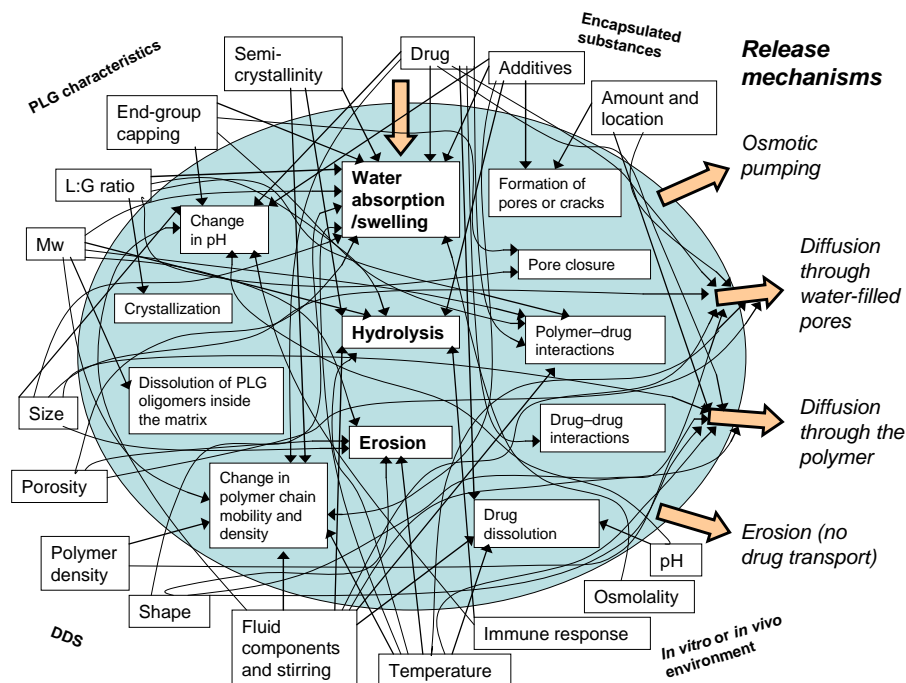 PLG characteristics
Semi-
crystallinity
Drug
Additives
Encapsulated
substances
Release
mechanisms
End-group
capping
Amount and
location
Osmotic
pumping
L:G ratio
Water
absorption
/swelling
Formation of
pores or cracks
Change
in pH
Mw
Pore closure
Diffusion
through
water-filled
pores
Crystallization
Hydrolysis
Polymer–drug
interactions
Dissolution of PLG
oligomers inside
the matrix
Size
Drug–drug
interactions
Diffusion
through the
polymer
Erosion
Porosity
Change in
polymer chain
mobility and
density
Drug
dissolution
Erosion (no
drug transport)
Polymer
density
pH
Osmolality
Shape
DDS
Fluid
components
and stirring
Immune response
Temperature
In vitro or in vivo
environment